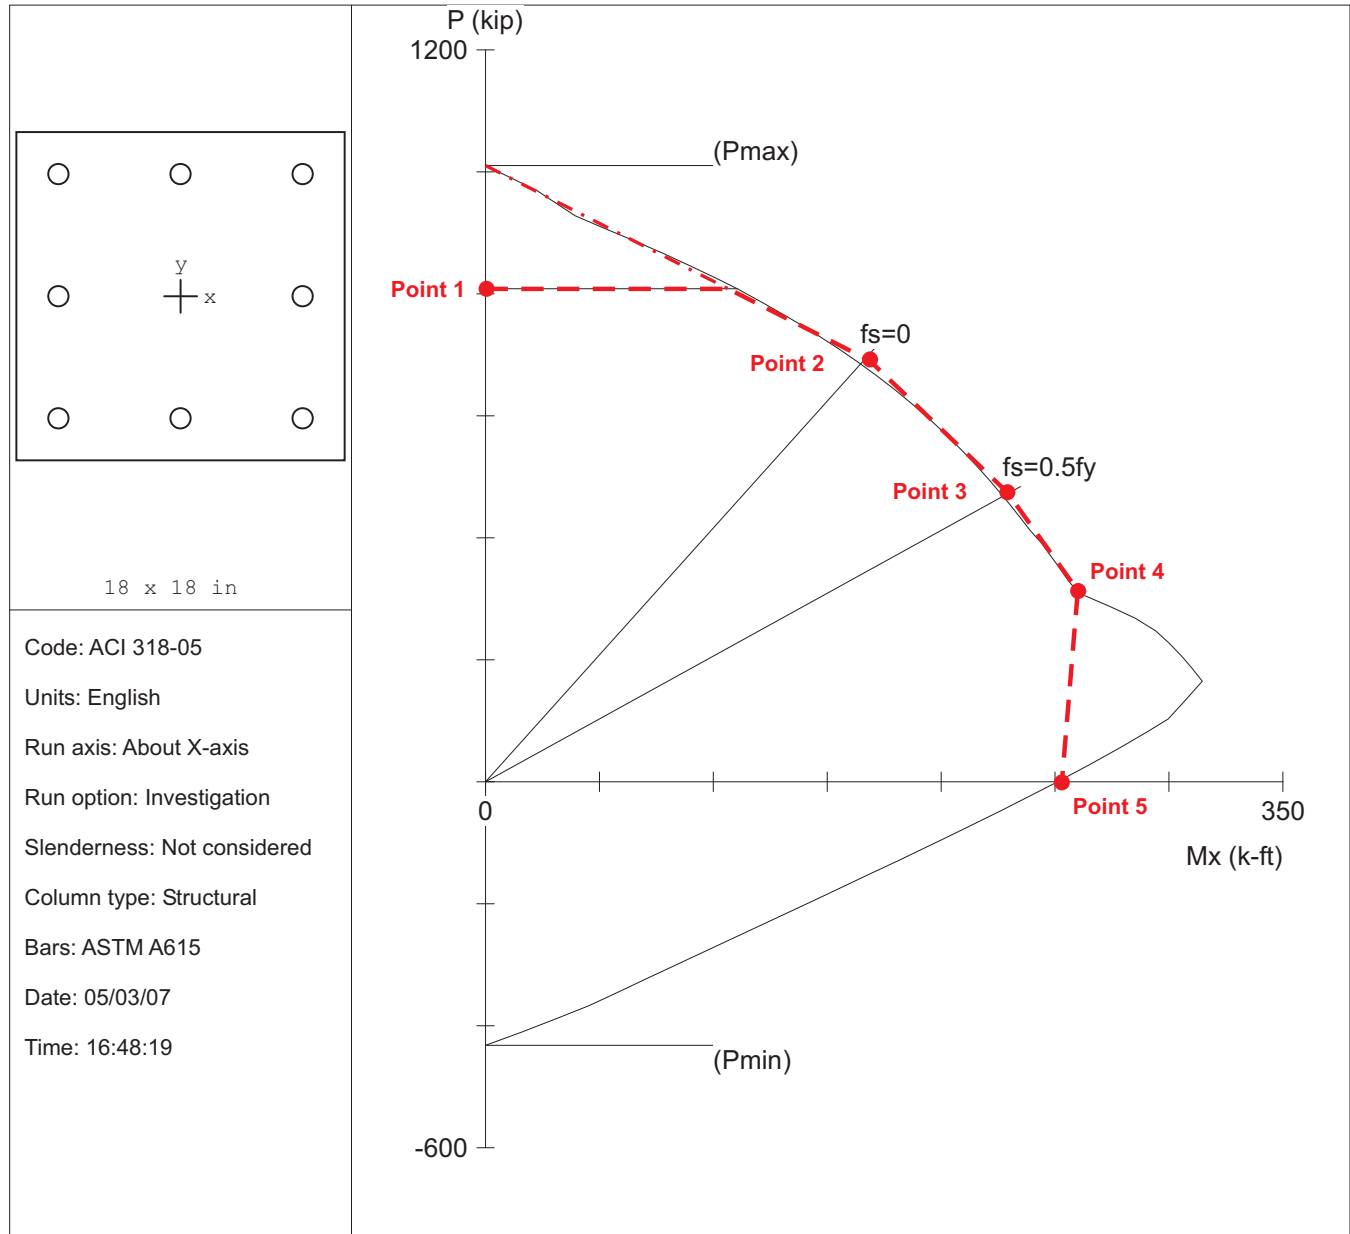 y
x
18 x 18 in
Code: ACI 318-05
Units: English
Run axis: About X-axis
Run option: Investigation
Slenderness: Not considered
Column type: Structural
Bars: ASTM A615
Date: 05/03/07
Time: 16:48:19
P (kip)
1200
(Pmax)
Point 1
fs=0
Point 2
fs=0.5fy
Point 3
Point 4
0
Point 5
350
Mx (k-ft)
(Pmin)
-600